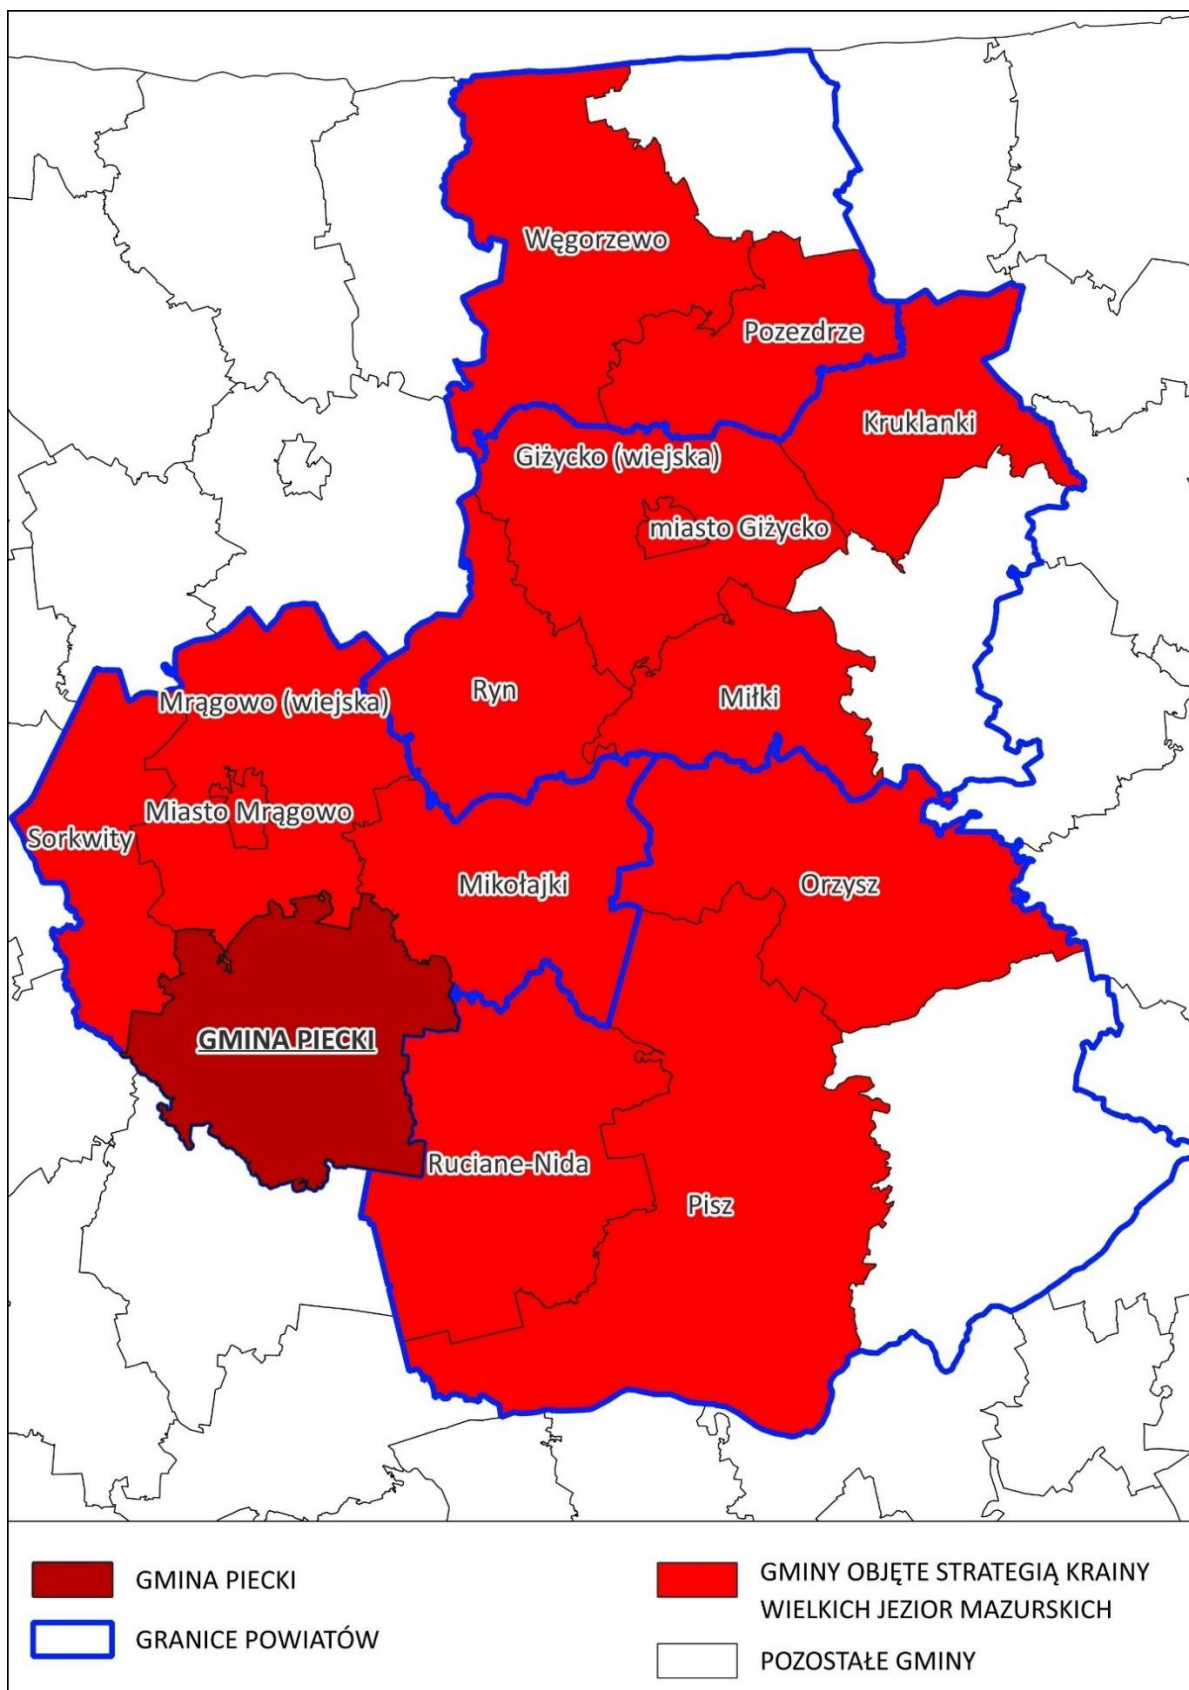 Węgorzewo
Pozezdrze
Kruklanki
Giżycko (wiejska)
miasto Giżycko
Ryn
Miłki
Mrągowo (wiejska)
Miasto Mrągowo
Sorkwity
Mikołajki
Orzysz
GMINA PIECKI
Ruciane-Nida
Pisz
GMINA PIECKI
GRANICE POWIATÓW
GMINY OBJĘTE STRATEGIĄ KRAINY
WIELKICH JEZIOR MAZURSKICH
POZOSTAŁE GMINY